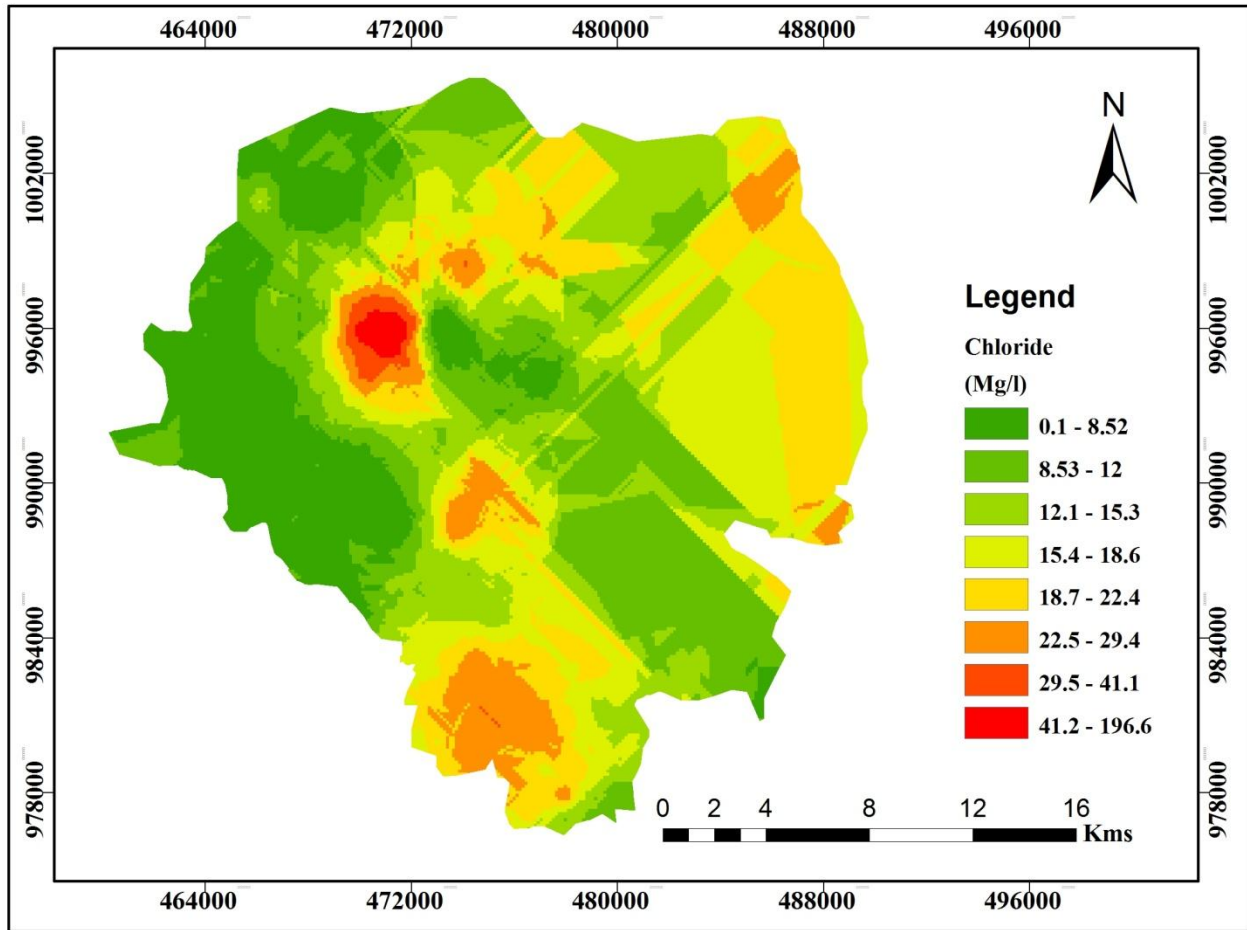 464000 472000 480000 488000 496000
N
1002000 1002000
996000 996000
990000 990000
984000 984000
978000 978000
Legend
Chloride
(Mg/l)
0.1 - 8.52
8.53 - 12
12.1 - 15.3
15.4 - 18.6
18.7 - 22.4
22.5 - 29.4
29.5 - 41.1
41.2 - 196.6
0 2 4 8 12 16
Kms
464000 472000 480000 488000 496000